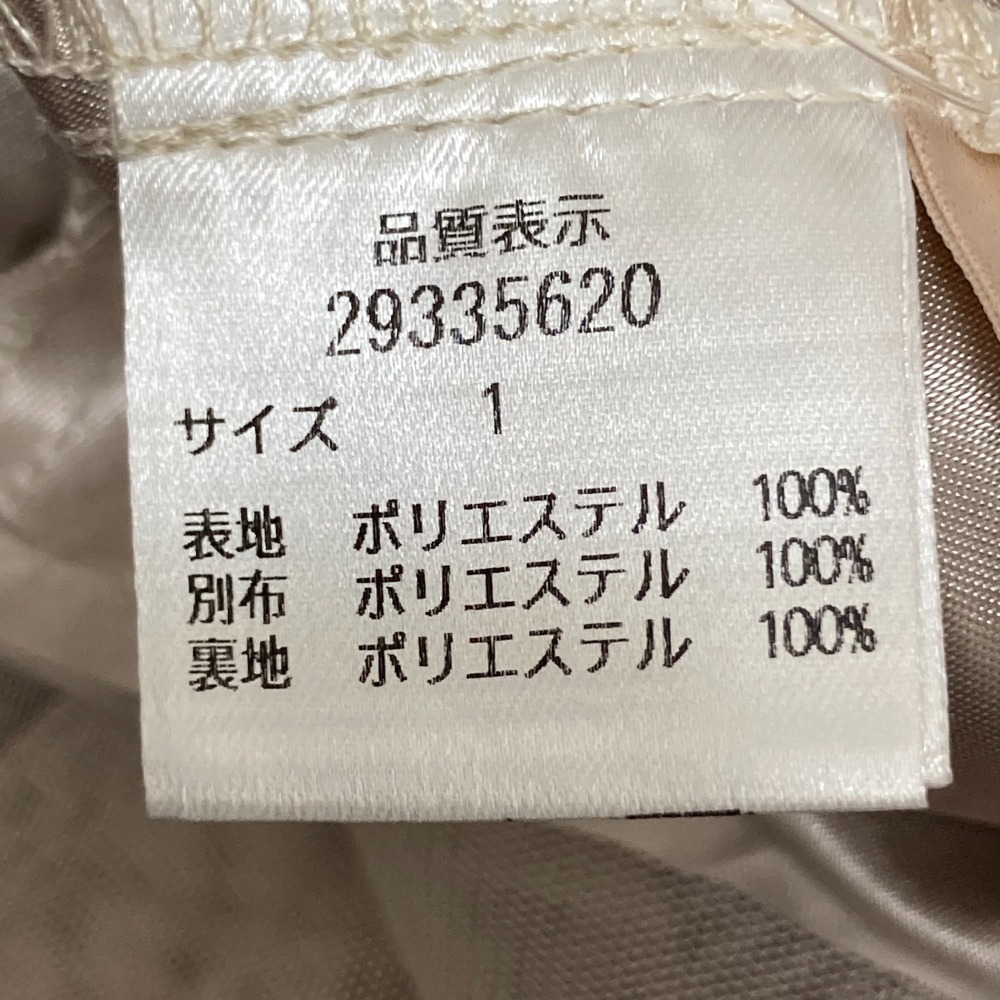 品質表示
29335620
サイズ 1
表地 ポリエステル 100%
別布 ポリエステル 100%
裏地 ポリエステル 100%